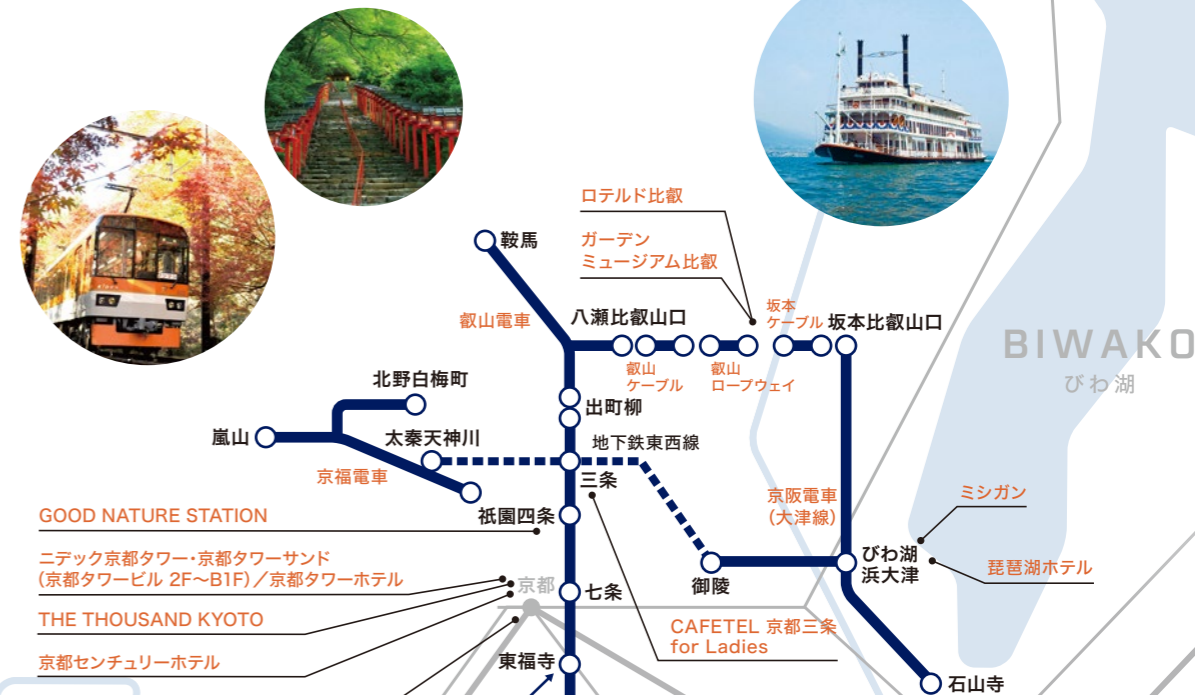 ロテルド比叡
ガーデン
ミュージアム比叡
鞍馬
叡山電車
八瀬比叡山口
坂本
ケーブル
坂本比叡山口
叡山
ケーブル
叡山
ロープウェイ
BIWAKO
びわ湖
北野白梅町
出町柳
嵐山
太秦天神川
地下鉄東西線
京福電車
三条
京阪電車
(大津線)
ミシガン
GOOD NATURE STATION
祇園四条
ニデック京都タワー・京都タワーサンド
(京都タワービル 2F〜B1F)／京都タワーホテル
京都
七条
御陵
びわ湖
浜大津
琵琶湖ホテル
THE THOUSAND KYOTO
CAFETEL 京都三条
for Ladies
京都センチュリーホテル
東福寺
石山寺